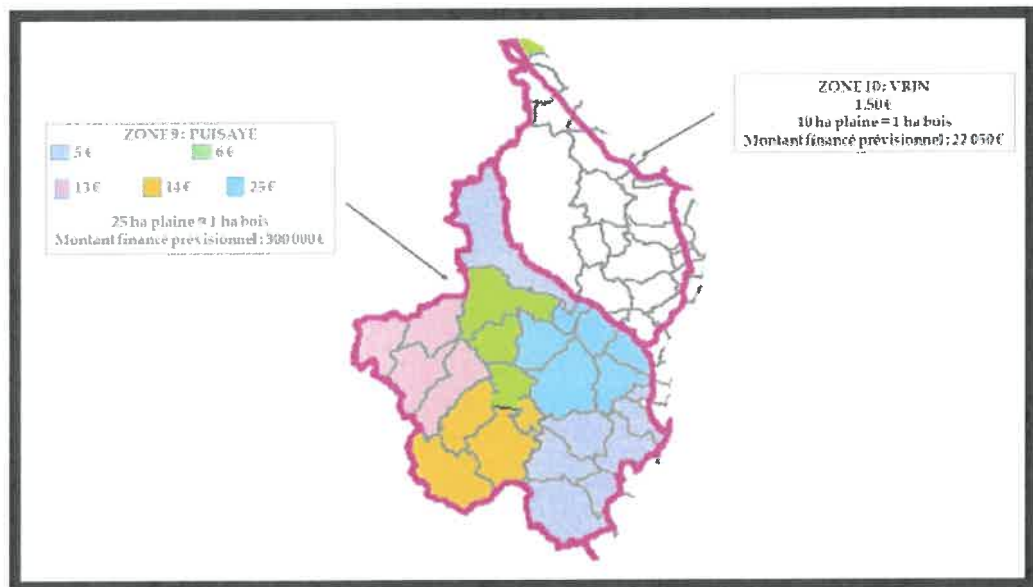 ZONE 9 : PUISAYE
5 €
6 €
13 €
14 €
25 €
25 ha plaine = 1 ha bois
Montant financé prévisionnel : 300 000 €
ZONE 10 : VRIN
1.50 €
10 ha plaine = 1 ha bois
Montant financé prévisionnel : 22 050 €